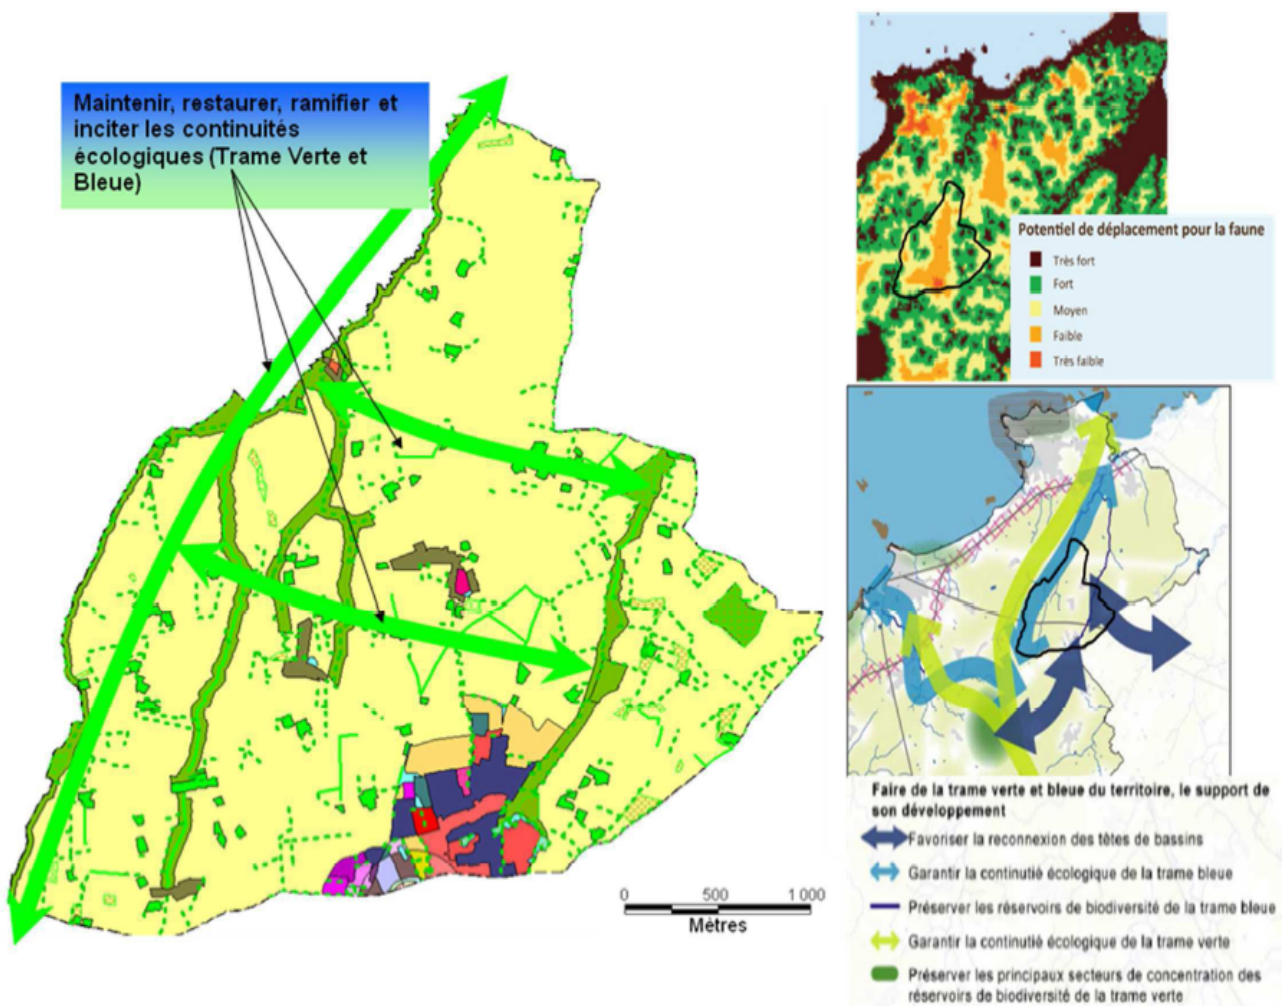 Maintenir, restaurer, ramifier et
inciter les continuités
écologiques (Trame Verte et
Bleue)
Potentiel de déplacement pour la faune
Très fort
Fort
Moyen
Faible
Très faible
0 500 1 000
Mètres
Faire de la trame verte et bleue du territoire, le support de
son développement
Favoriser la reconnexion des têtes de bassins
Garantir la continutié écologique de la trame bleue
Préserver les réservoirs de biodiversité de la trame bleue
Garantir la continutié écologique de la trame verte
Préserver les principaux secteurs de concentration des
réservoirs de biodiversité de la trame verte